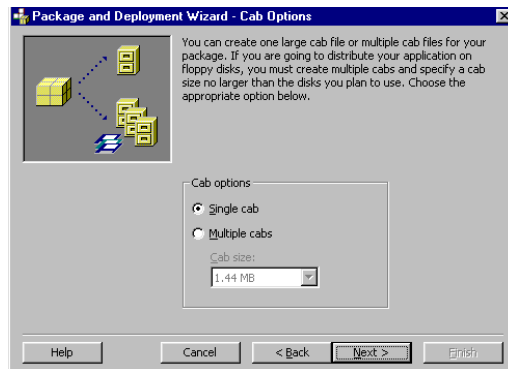 Package and Deployment Wizard - Cab Options
You can create one large cab file or multiple cab files for your
package. If you are going to distribute your application on
floppy disks, you must create multiple cabs and specify a cab
size no larger than the disks you plan to use. Choose the
appropriate option below.
Cab options
Single cab
Multiple cabs
Cab size:
1.44 MB
Help Cancel < Back Next > Finish